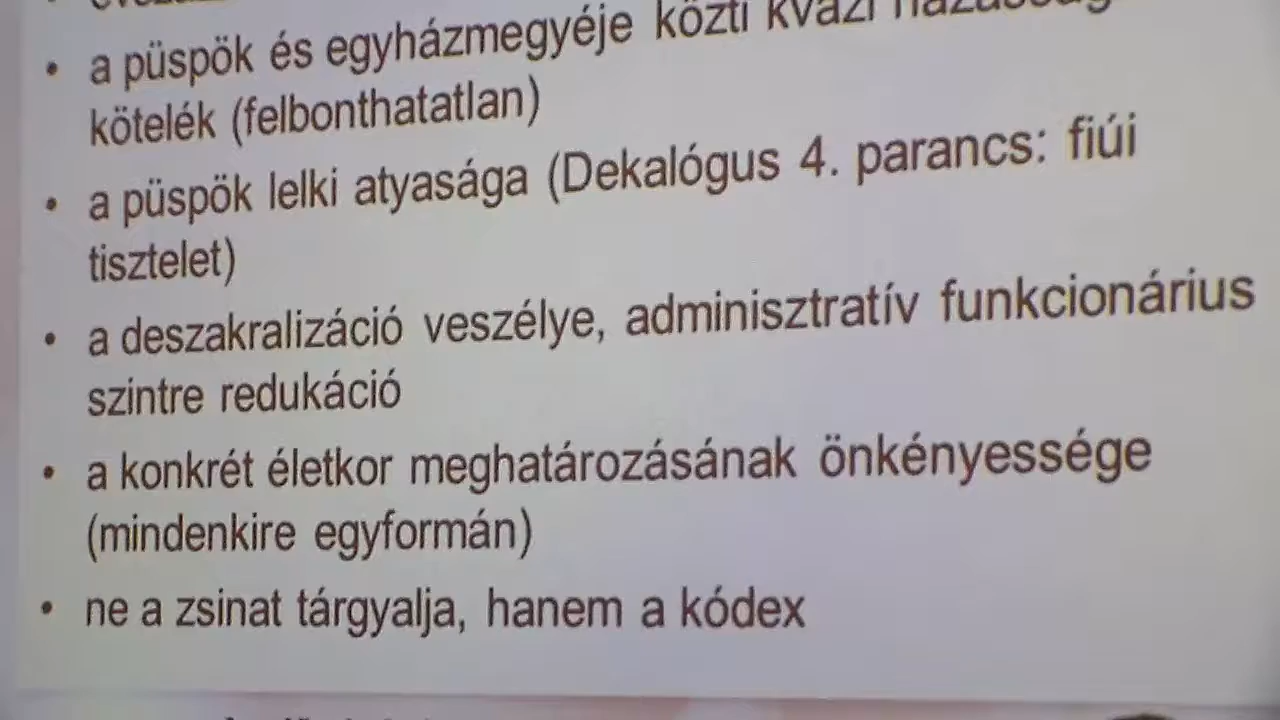 • a püspök és egyházmegyéje közti kvázi
kötelék (felbonthatatlan)
• a püspök lelki atyasága (Dekalógus 4. parancs: fiúi
tisztelet)
• a deszakralizáció veszélye, adminisztratív funkcionárius
szintre redukáció
• a konkrét életkor meghatározásának önkényessége
(mindenkire egyformán)
• ne a zsinat tárgyalja, hanem a kódex